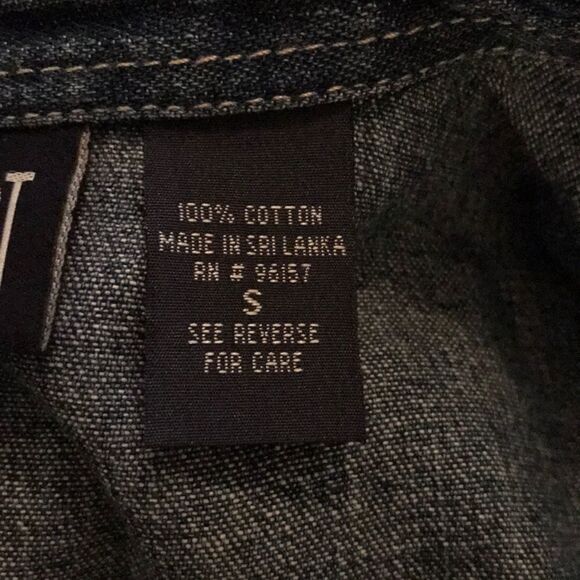 100% COTTON
MADE IN SRI LANKA
RN # 96157
S
SEE REVERSE
FOR CARE